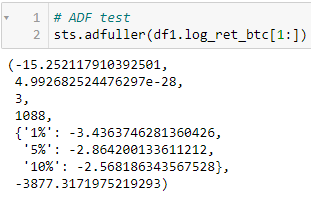 1 # ADF test
2 sts.adfuller(df1.log_ret_btc[1:])
(-15.252117910392501,
4.992682524476297e-28,
3,
1088,
{'1%': -3.4363746281360426,
'5%': -2.864200133611212,
'10%': -2.568186343567528},
-3877.3171975219293)